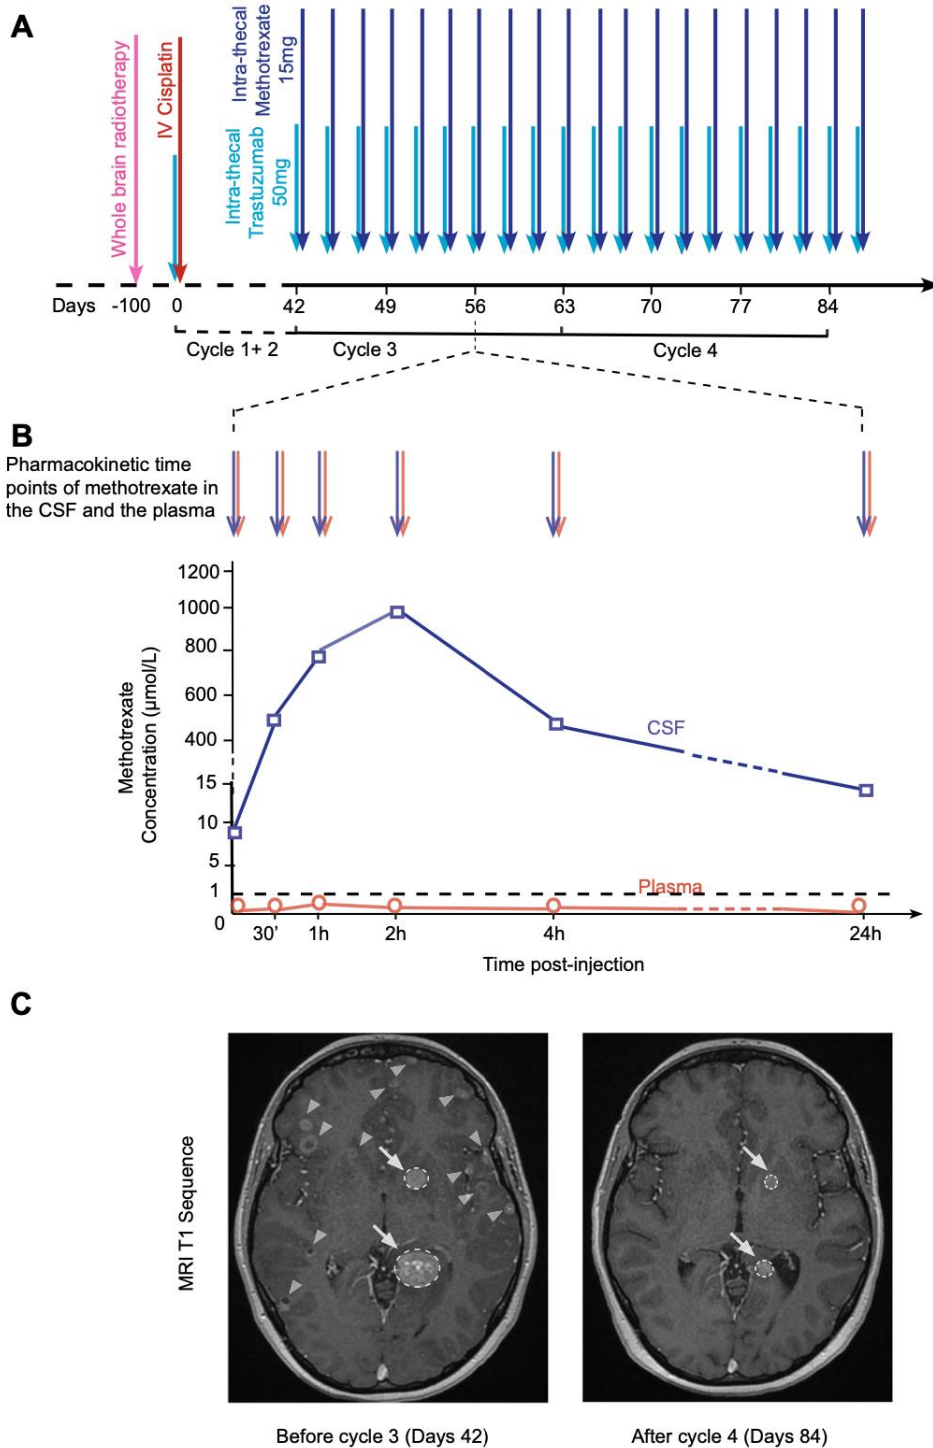 A
Whole brain radiotherapy
IV Cisplatin
Intra-thecal
Methotrexate
15mg
Intra-thecal
Trastuzumab
50mg
Days -100 0 42 49 56 63 70 77 84
Cycle 1+ 2 Cycle 3 Cycle 4
B
Pharmacokinetic time
points of methotrexate in
the CSF and the plasma
Methotrexate
Concentration (µmol/L)
1200
1000
800
600
400
15
10
5
1
0
CSF
Plasma
30’ 1h 2h 4h 24h
Time post-injection
C
MRI T1 Sequence
Before cycle 3 (Days 42) After cycle 4 (Days 84)